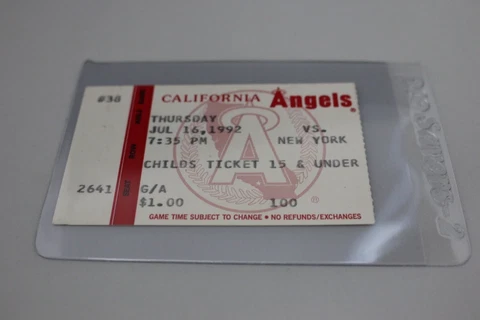 #38
CALIFORNIA Angels
THURSDAY
JUL 16,1992 VS.
7:35 PM NEW YORK
CHILDS TICKET 15 & UNDER
2641 G/A
$1.00 100
GAME TIME SUBJECT TO CHANGE • NO REFUNDS/EXCHANGES